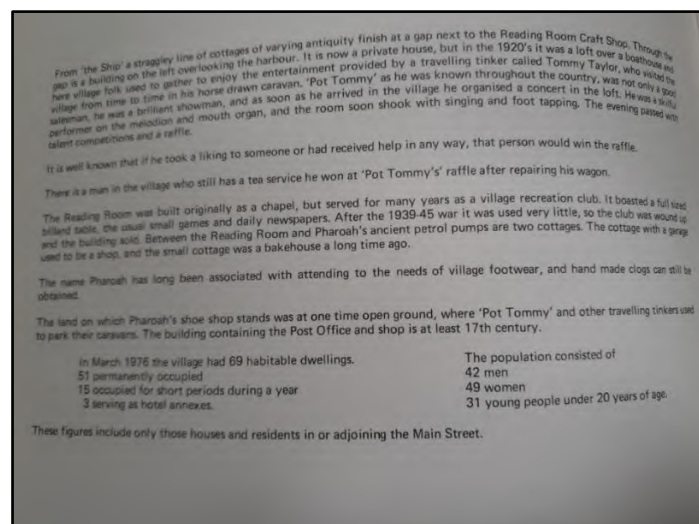 From 'the Ship' a straggley line of cottages of varying antiquity finish at a gap next to the Reading Room Craft Shop. Through the
gap is a building on the left overlooking the harbour. It is now a private house, but in the 1920's it was a loft over a boathouse and
here village folk used to gather to enjoy the entertainment provided by a travelling tinker called Tommy Taylor, who visited the
village from time to time in his horse drawn caravan. 'Pot Tommy' as he was known throughout the country, was not only a good
salesman, he was a brilliant showman, and as soon as he arrived in the village he organised a concert in the loft. He was a skilful
performer on the melodion and mouth organ, and the room soon shook with singing and foot tapping. The evening passed with
talent competitions and a raffle.
It is well known that if he took a liking to someone or had received help in any way, that person would win the raffle.
There is a man in the village who still has a tea service he won at 'Pot Tommy's' raffle after repairing his wagon.
The Reading Room was built originally as a chapel, but served for many years as a village recreation club. It boasted a full sized
billiard table, the usual small games and daily newspapers. After the 1939-45 war it was used very little, so the club was wound up
and the building sold. Between the Reading Room and Pharoah's ancient petrol pumps are two cottages. The cottage with a garage
used to be a shop, and the small cottage was a bakehouse a long time ago.
The name Pharoah has long been associated with attending to the needs of village footwear, and hand made clogs can still be
obtained.
The land on which Pharoah's shoe shop stands was at one time open ground, where 'Pot Tommy' and other travelling tinkers used
to park their caravans. The building containing the Post Office and shop is at least 17th century.
In March 1976 the village had 69 habitable dwellings.
51 permanently occupied
15 occupied for short periods during a year
3 serving as hotel annexes.
The population consisted of
42 men
49 women
31 young people under 20 years of age.
These figures include only those houses and residents in or adjoining the Main Street.